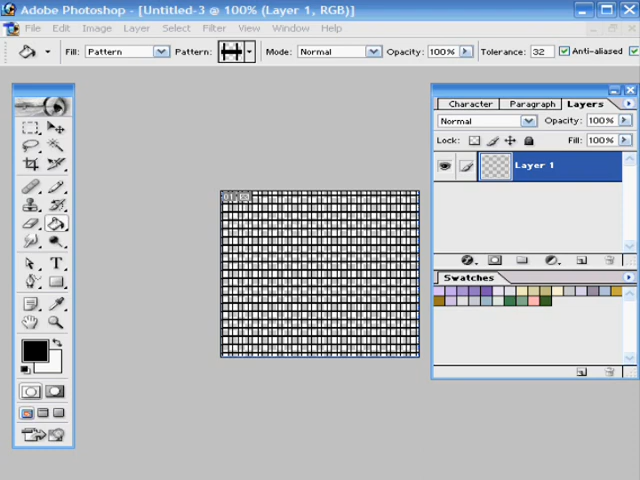 Adobe Photoshop - [Untitled-3 @ 100% (Layer 1, RGB)]
File Edit Image Layer Select Filter View Window Help
Fill: Pattern Pattern: Mode: Normal Opacity: 100% Tolerance: 32 Anti-aliased
Character Paragraph Layers
Normal Opacity: 100%
Lock: Fill: 100%
Layer 1
Swatches
T